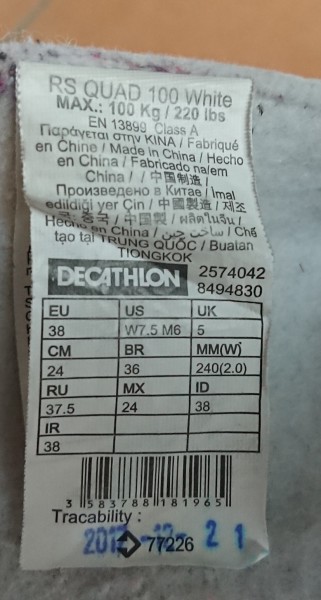 RS QUAD 100 White
MAX.: 100 Kg / 220 lbs
EN 13899 Class A
Παράγεται στην ΚΙΝΑ / Fabriqué
en Chine / Made in China / Hecho
en China / Fabricado na/em
China / / 中国制造 /
Произведено в Китае / İmal
edildiği yer Çin / 中國製造 / 제조
국: 중국 / 中国製 / ผลิตในจีน /
Hecho en China / ساخت چین / Chế
tạo tại TRUNG QUỐC / Buatan
TIONGKOK
DECATHLON 2574042
8494830
EU US UK
38 W7.5 M6 5
CM BR MM(W)
24 36 240(2.0)
RU MX ID
37.5 24 38
IR
38
3 583788 181965
Tracability :
77226 21